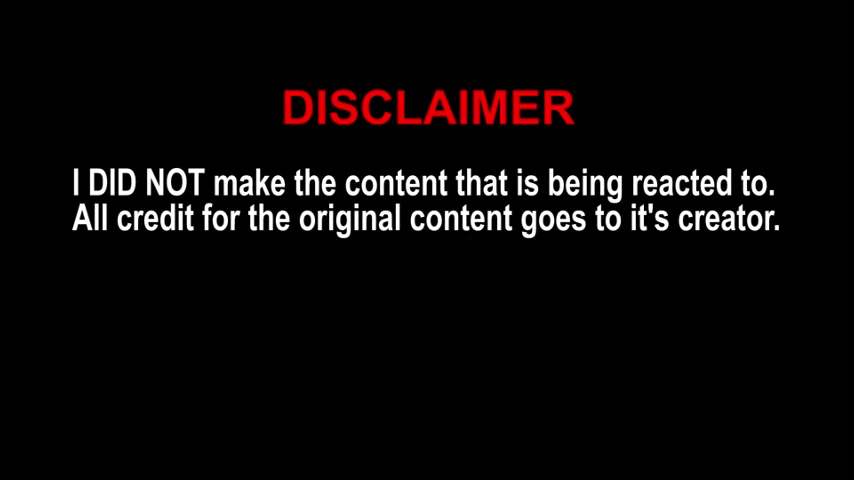 DISCLAIMER
I DID NOT make the content that is being reacted to.
All credit for the original content goes to it's creator.